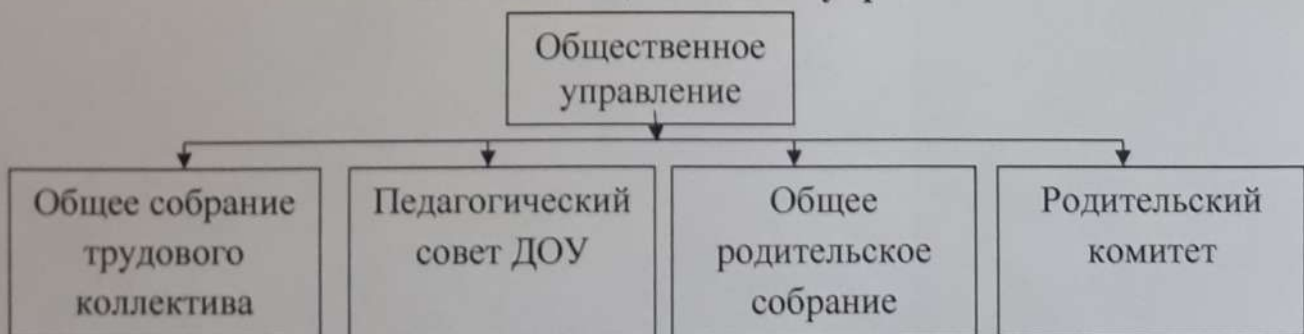 Общественное
управление
Общее собрание
трудового
коллектива
Педагогический
совет ДОУ
Общее
родительское
собрание
Родительский
комитет